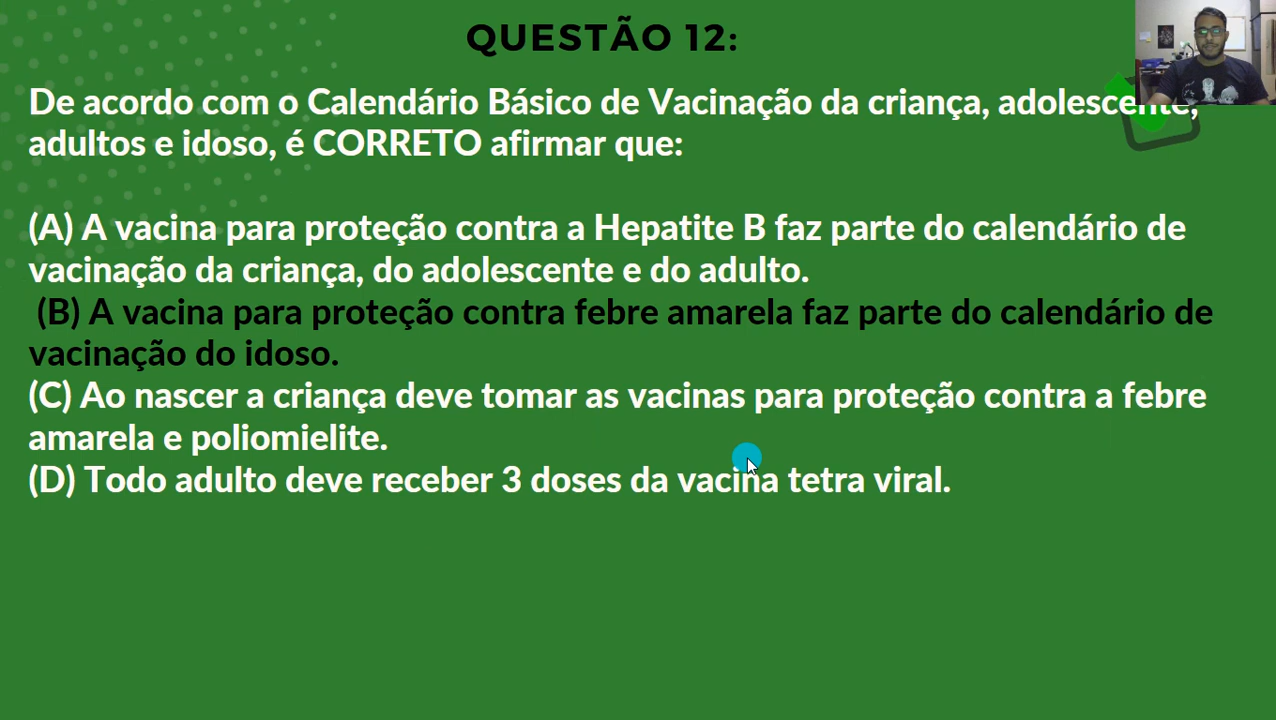 QUESTÃO 12:
De acordo com o Calendário Básico de Vacinação da criança, adolescente,
adultos e idoso, é CORRETO afirmar que:
(A) A vacina para proteção contra a Hepatite B faz parte do calendário de
vacinação da criança, do adolescente e do adulto.
(B) A vacina para proteção contra febre amarela faz parte do calendário de
vacinação do idoso.
(C) Ao nascer a criança deve tomar as vacinas para proteção contra a febre
amarela e poliomielite.
(D) Todo adulto deve receber 3 doses da vacina tetra viral.